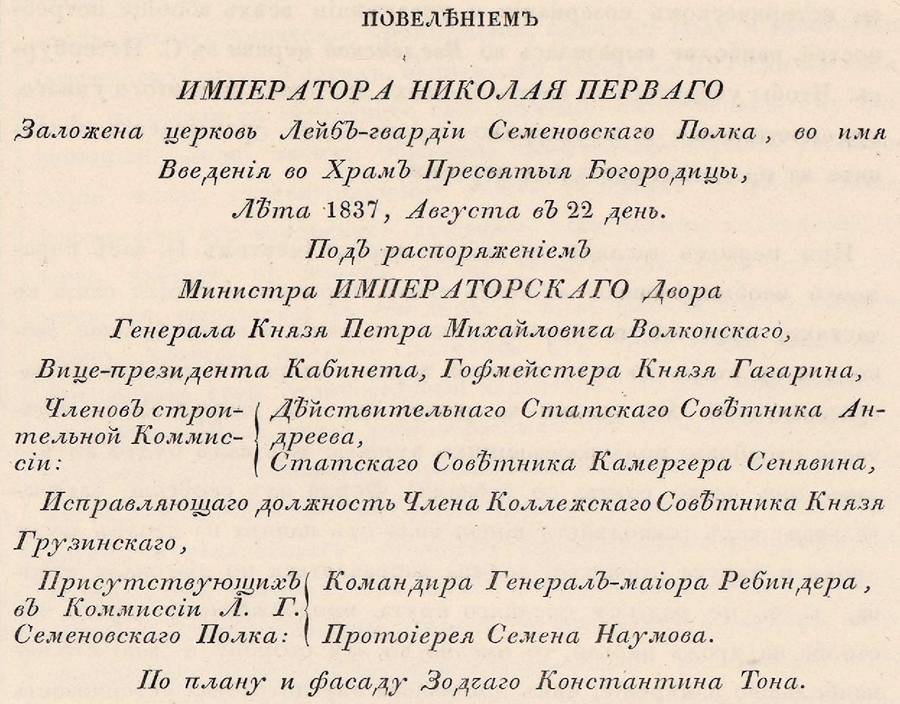 ПОВЕЛѢНІЕМЪ
ИМПЕРАТОРА НИКОЛАЯ ПЕРВАГО
Заложена церковь Лейбъ-гвардіи Семеновскаго Полка, во имя
Введенія во Храмъ Пресвятыя Богородицы,
Лѣта 1837, Августа въ 22 день.
Подъ распоряженіемъ
Министра ИМПЕРАТОРСКАГО Двора
Генерала Князя Петра Михайловича Волконскаго,
Вице-президента Кабинета, Гофмейстера Князя Гагарина,
Членовъ строи-
тельной Коммис-
сіи:
Дѣйствительнаго Статскаго Совѣтника Ан-
дреева,
Статскаго Совѣтника Камергера Сенявина,
Исправляющаго должность Члена Коллежскаго Совѣтника Князя
Грузинскаго,
Присутствующихъ
въ Коммиссіи Л. Г.
Семеновскаго Полка:
Командира Генералъ-маіора Ребиндера,
Протоіерея Семена Наумова.
По плану и фасаду Зодчаго Константина Тона.